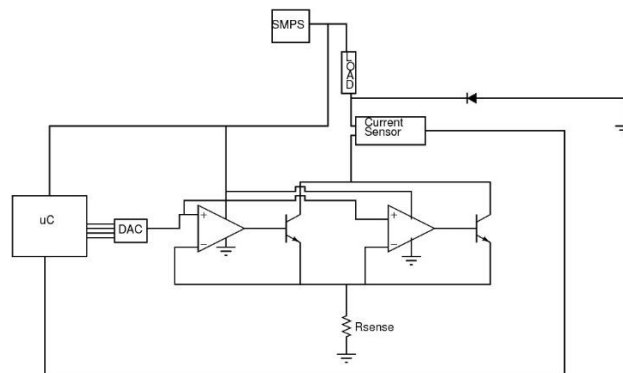 SMPS
LOAD
Current
Sensor
uC
DAC
+
−
+
−
Rsense